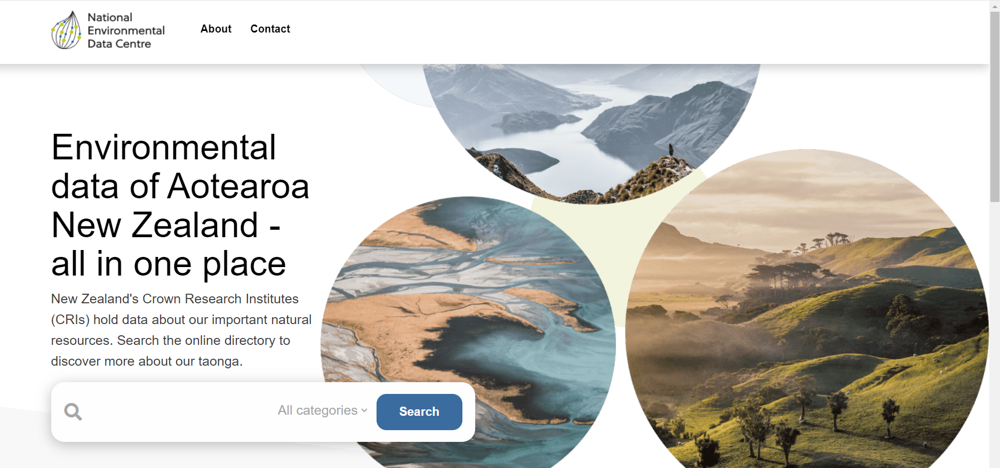 National
Environmental
Data Centre
About
Contact
Environmental
data of Aotearoa
New Zealand -
all in one place
New Zealand's Crown Research Institutes
(CRIs) hold data about our important natural
resources. Search the online directory to
discover more about our taonga.
All categories
Search